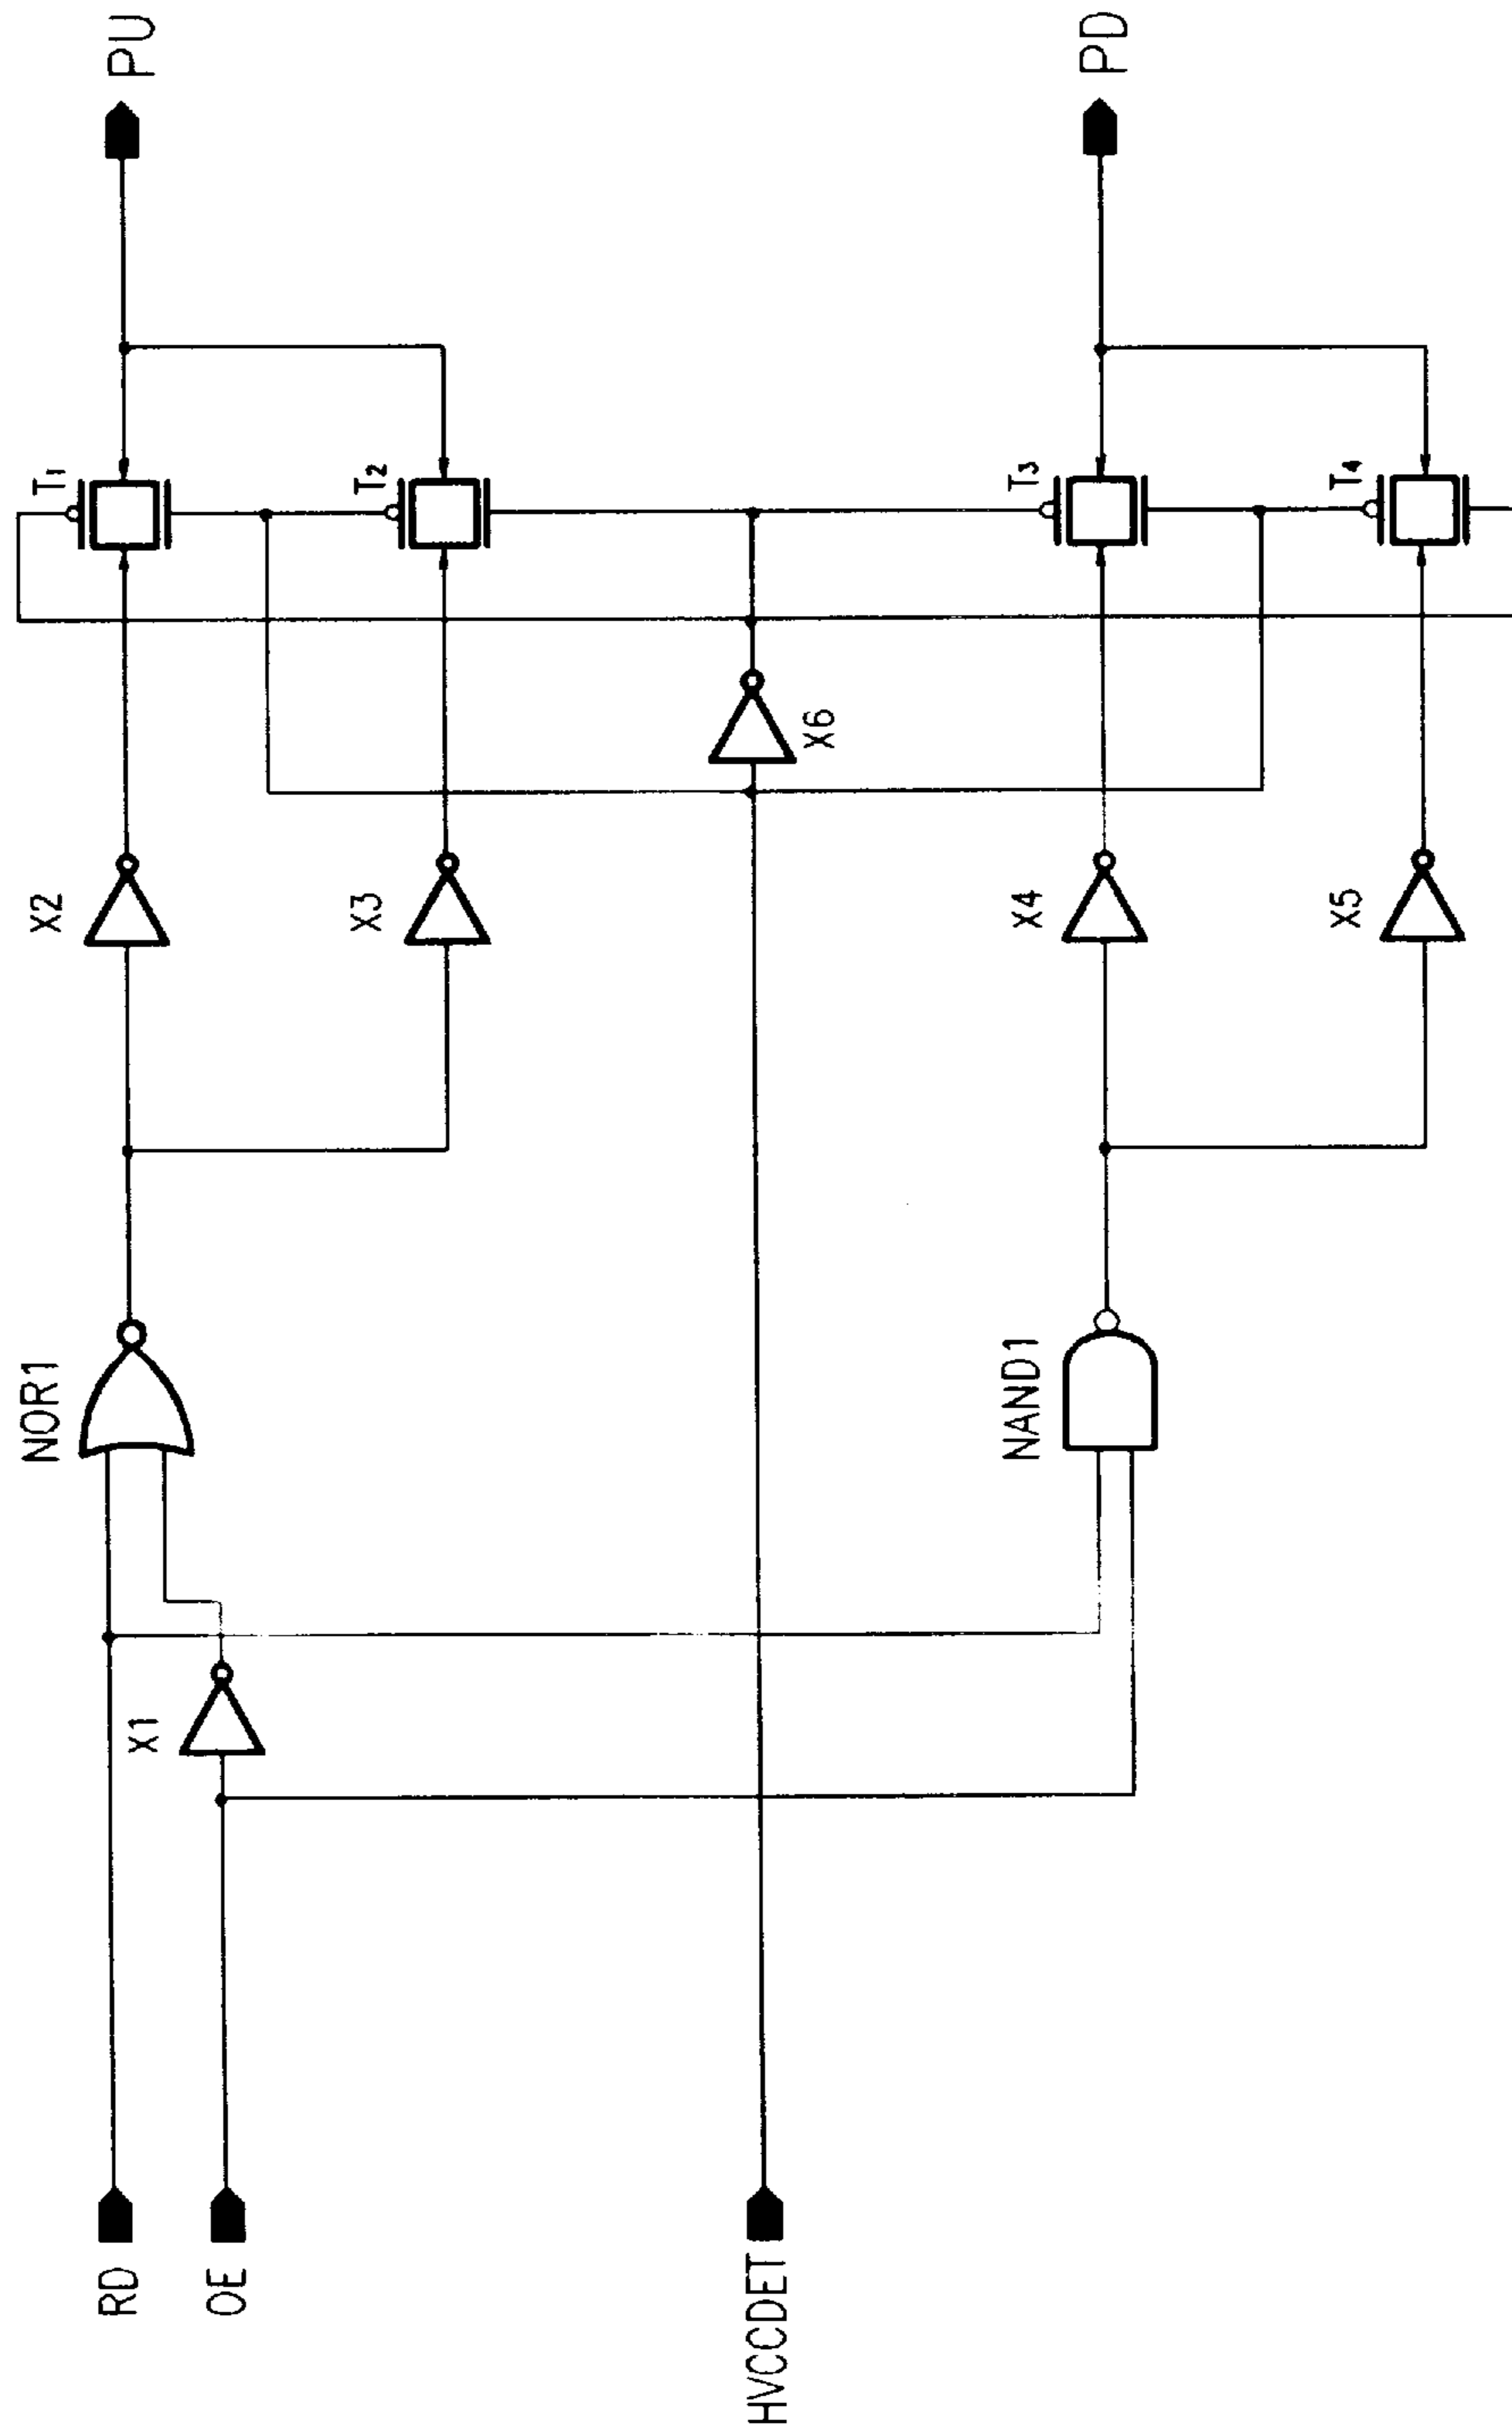 RD
OE
HVCCDET
X1
NOR1
NAND1
X2
X3
X4
X5
X6
T1
T2
T3
T4
PU
PD